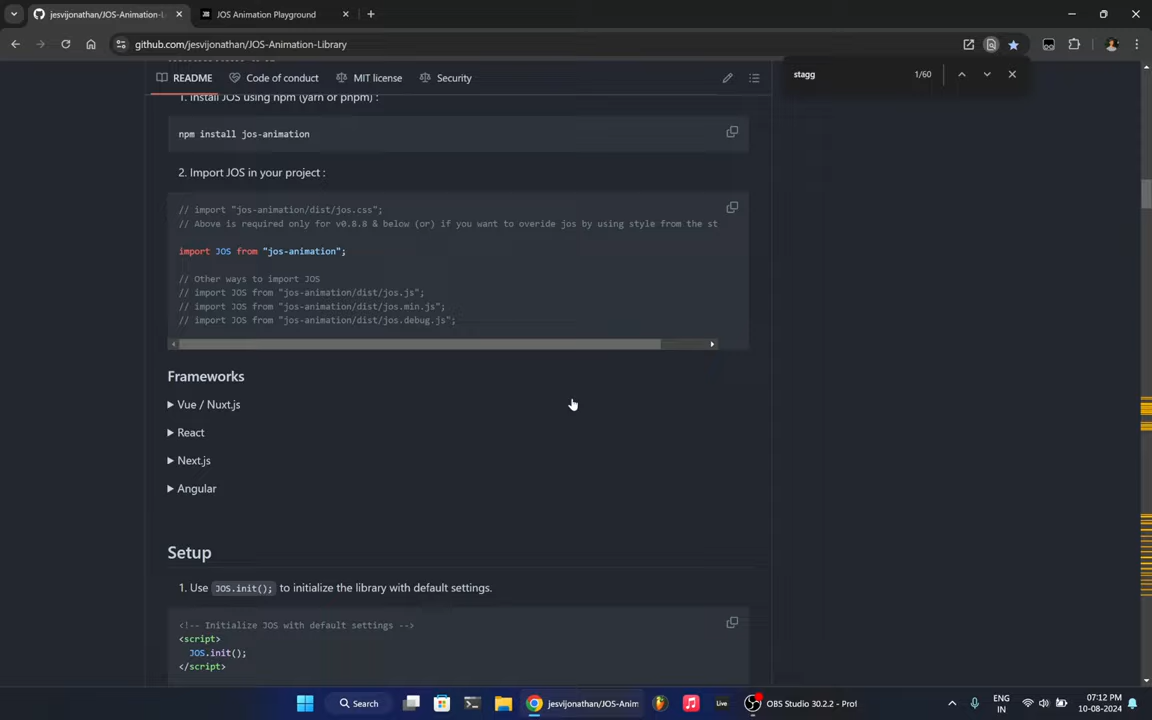 jesvijonathan/JOS-Animation-L
JOS Animation Playground
github.com/jesvijonathan/JOS-Animation-Library
stagg
1/60
README
Code of conduct
MIT license
Security
1. Install JOS using npm (yarn or pnpm) :
npm install jos-animation
2. Import JOS in your project :
// import "jos-animation/dist/jos.css";
// Above is required only for v0.8.8 & below (or) if you want to overide jos by using style from the st
import JOS from "jos-animation";
// Other ways to import JOS
// import JOS from "jos-animation/dist/jos.js";
// import JOS from "jos-animation/dist/jos.min.js";
// import JOS from "jos-animation/dist/jos.debug.js";
Frameworks
Vue / Nuxt.js
React
Next.js
Angular
Setup
1. Use JOS.init(); to initialize the library with default settings.
<!-- Initialize JOS with default settings -->
<script>
JOS.init();
</script>
Search
Live
jesvijonathan/JOS-Anim
OBS Studio 30.2.2 - Prof
ENG
IN
07:12 PM
10-08-2024